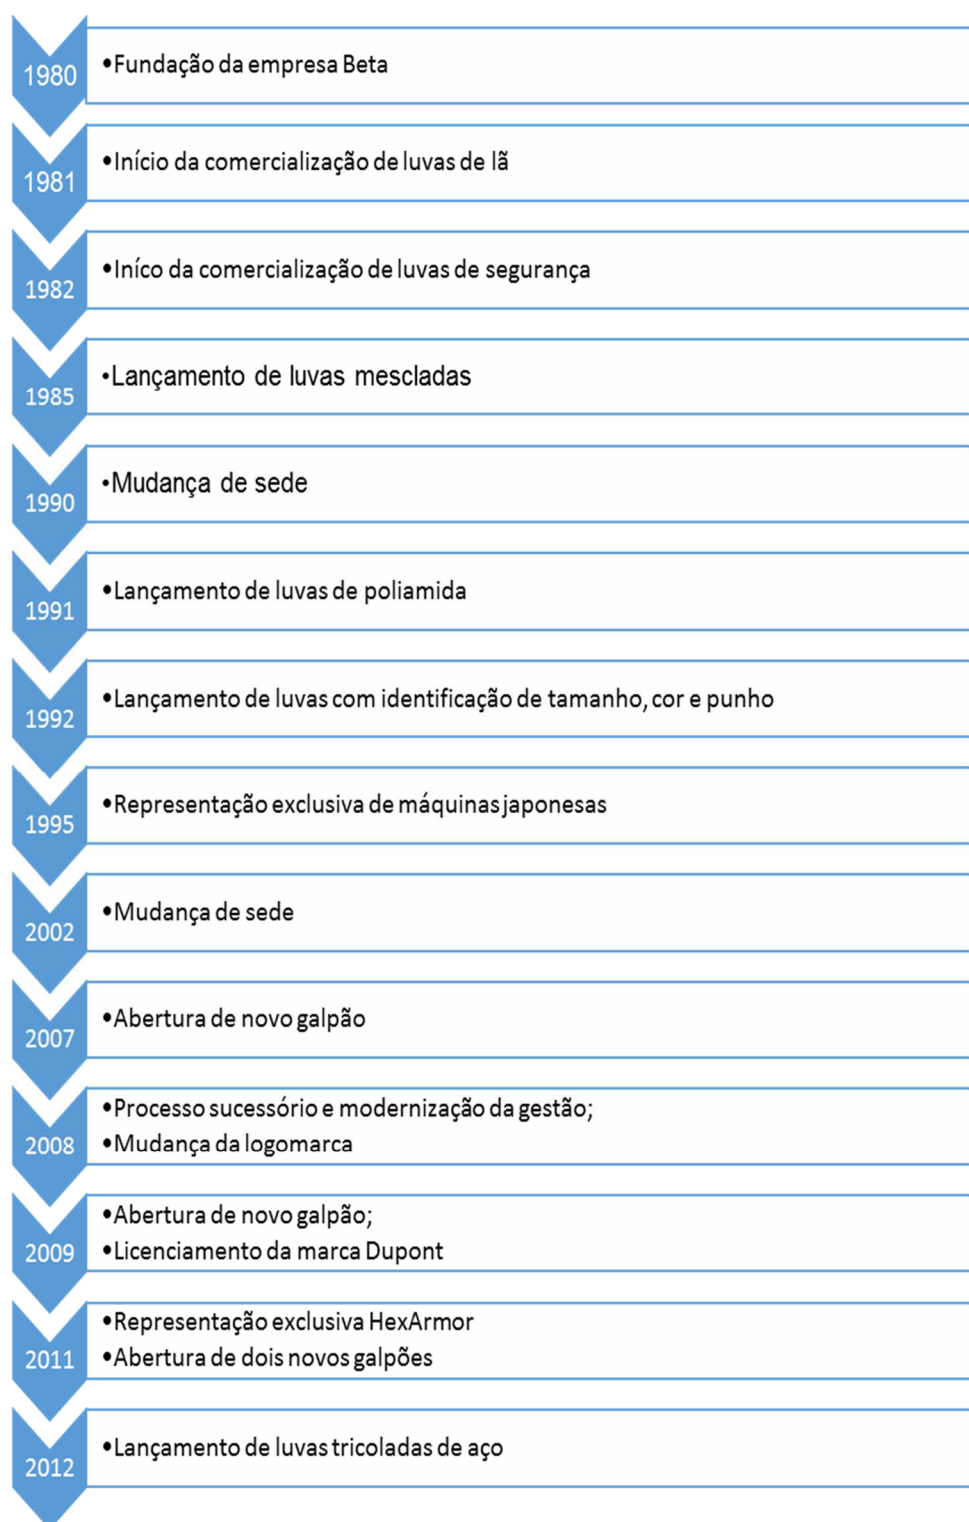 1980
•Fundação da empresa Beta
1981
•Início da comercialização de luvas de lã
1982
•Iníco da comercialização de luvas de segurança
1985
•Lançamento de luvas mescladas
1990
•Mudança de sede
1991
•Lançamento de luvas de poliamida
1992
•Lançamento de luvas com identificação de tamanho, cor e punho
1995
•Representação exclusiva de máquinas japonesas
2002
•Mudança de sede
2007
•Abertura de novo galpão
2008
•Processo sucessório e modernização da gestão;
•Mudança da logomarca
2009
•Abertura de novo galpão;
•Licenciamento da marca Dupont
2011
•Representação exclusiva HexArmor
•Abertura de dois novos galpões
2012
•Lançamento de luvas tricoladas de aço